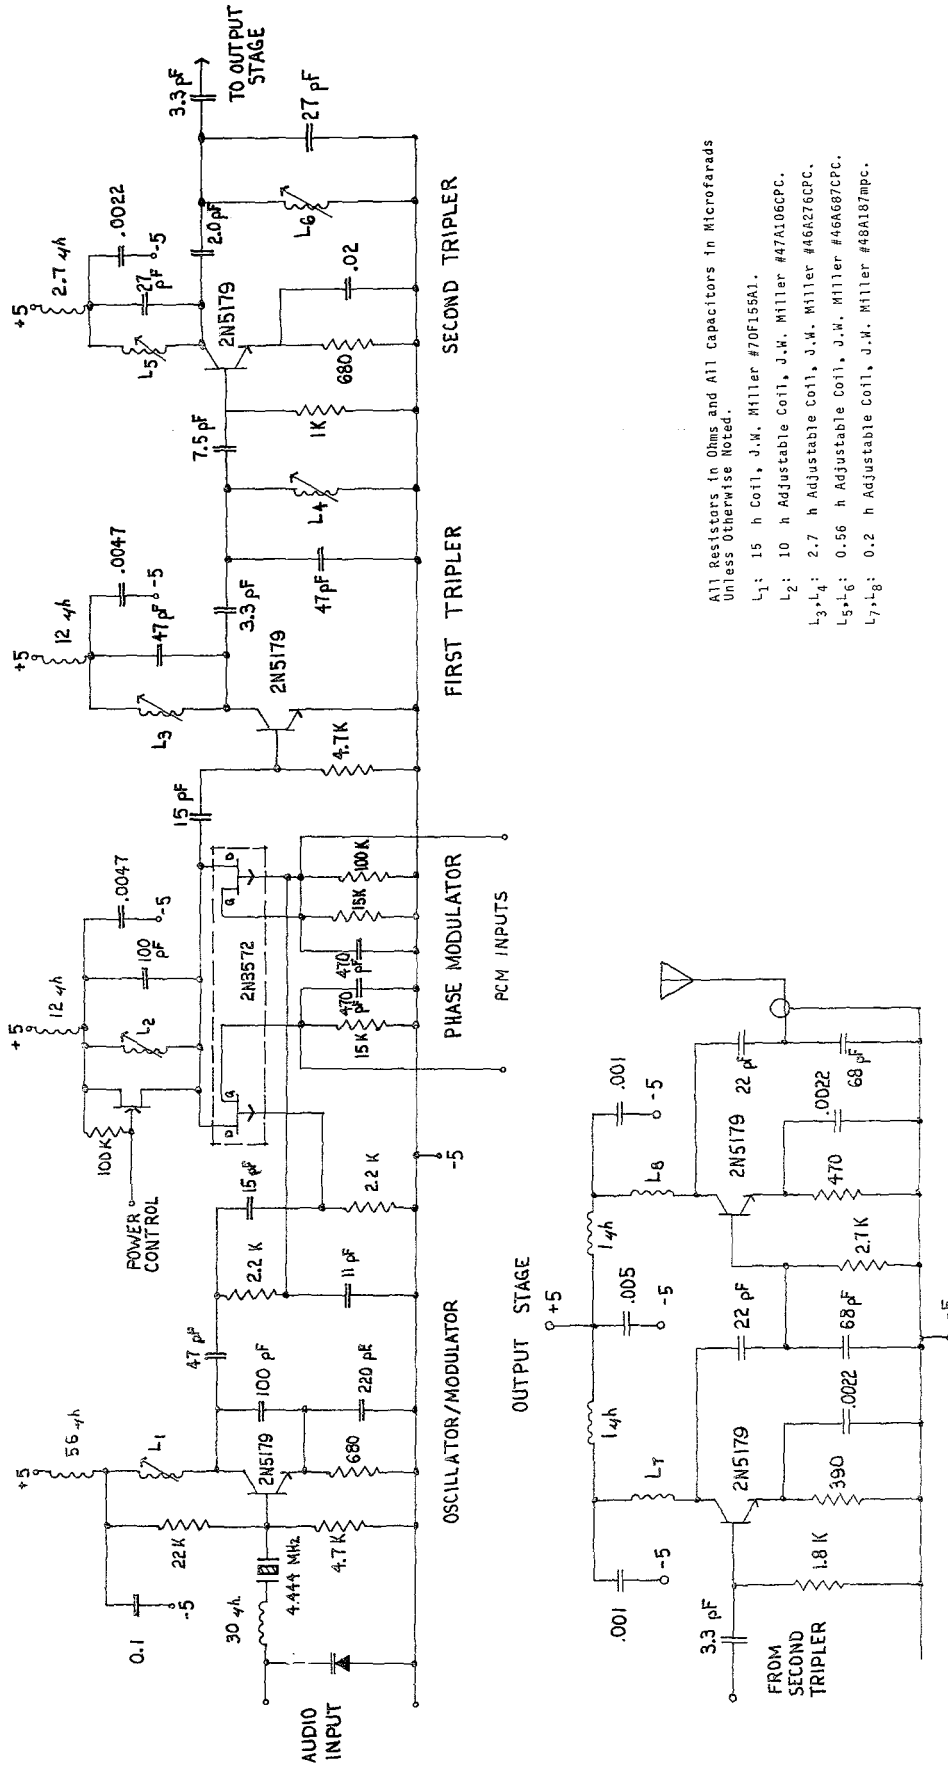 AUDIO INPUT
0.1
-5
30 μh.
4.444 MHz
+5
56 μh
L1
22K
4.7K
2N5179
680
100 pF
220 pF
47 pF
2.2 K
11 pF
15 pF
2.2 K
-5
OSCILLATOR/MODULATOR
POWER CONTROL
100K
+5
12 μh
L2
100 pF
.0047
-5
D
G
2N3572
G
D
15K
470 pF
470 pF
15K
100K
PHASE MODULATOR
PCM INPUTS
15 pF
4.7K
2N5179
L3
+5
12 μh
47 pF
.0047
-5
3.3 pF
47pF
L4
FIRST TRIPLER
7.5 pF
1K
2N5179
680
.02
L5
+5
2.7 μh
27 pF
.0022
-5
2.0pF
L6
27 pF
3.3 pF
TO OUTPUT STAGE
SECOND TRIPLER
OUTPUT STAGE
FROM SECOND TRIPLER
3.3 pF
1.8 K
.001
-5
L7
2N5179
390
.0022
1 μh
+5
.005
-5
22 pF
68pF
-5
1 μh
2.7 K
2N5179
470
.0022
L8
.001
-5
22 pF
68 pF
All Resistors in Ohms and All Capacitors in Microfarads
Unless Otherwise Noted.
L1: 15 h Coil, J.W. Miller #70F155A1.
L2: 10 h Adjustable Coil, J.W. Miller #47A106CPC.
L3,L4: 2.7 h Adjustable Coil, J.W. Miller #46A276CPC.
L5,L6: 0.56 h Adjustable Coil, J.W. Miller #46A687CPC.
L7,L8: 0.2 h Adjustable Coil, J.W. Miller #48A187mpc.